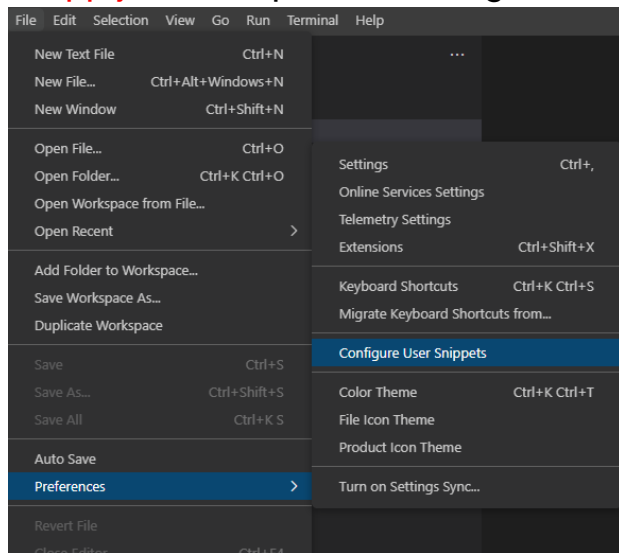 File Edit Selection View Go Run Terminal Help
New Text File Ctrl+N
New File... Ctrl+Alt+Windows+N
New Window Ctrl+Shift+N
Open File... Ctrl+O
Open Folder... Ctrl+K Ctrl+O
Open Workspace from File...
Open Recent >
Add Folder to Workspace...
Save Workspace As...
Duplicate Workspace
Save Ctrl+S
Save As... Ctrl+Shift+S
Save All Ctrl+K S
Auto Save
Preferences >
Revert File
...
Settings Ctrl+,
Online Services Settings
Telemetry Settings
Extensions Ctrl+Shift+X
Keyboard Shortcuts Ctrl+K Ctrl+S
Migrate Keyboard Shortcuts from...
Configure User Snippets
Color Theme Ctrl+K Ctrl+T
File Icon Theme
Product Icon Theme
Turn on Settings Sync...